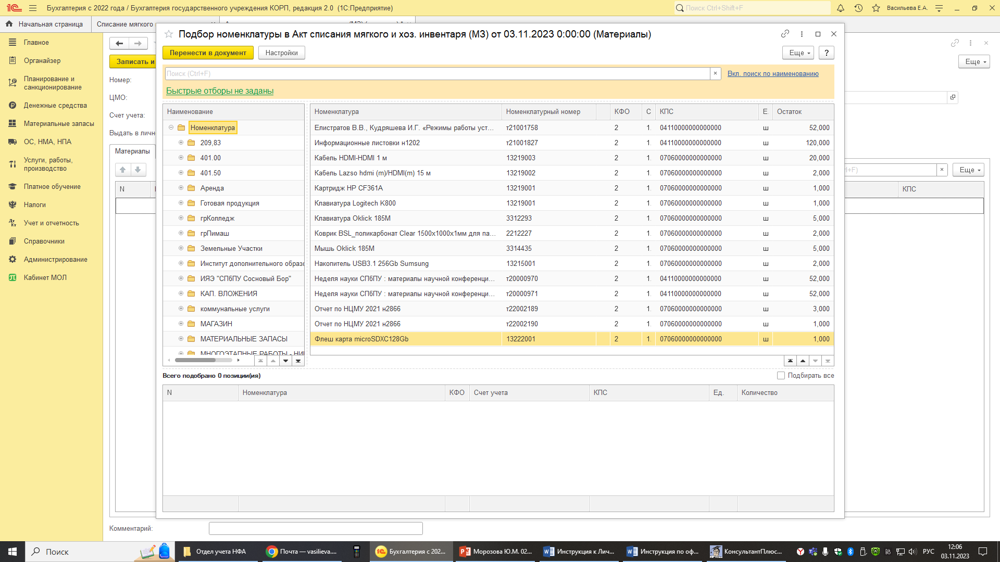 Бухгалтерия с 2022 года / Бухгалтерия государственного учреждения КОРП, редакция 2.0 (1С:Предприятие)
Поиск Ctrl+Shift+F
Васильева Е.А.
Начальная страница
Списание мягкого
Главное
Органайзер
Планирование и
санкционирование
Денежные средства
Материальные запасы
ОС, НМА, НПА
Услуги, работы,
производство
Платное обучение
Налоги
Учет и отчетность
Справочники
Администрирование
Кабинет МОЛ
Записать и
Номер:
ЦМО:
Счет учета:
Выдать в личн
Материалы
N
Еще
Еще
КПС
Комментарий:
Подбор номенклатуры в Акт списания мягкого и хоз. инвентаря (МЗ) от 03.11.2023 0:00:00 (Материалы)
Перенести в документ
Настройки
Еще
?
Поиск (Ctrl+F)
×
Вкл. поиск по наименованию
Быстрые отборы не заданы
Наименование
Номенклатура
209,83
401.00
401.50
Аренда
Готовая продукция
грКолледж
грПимаш
Земельные Участки
Институт дополнительного образо
ИЯЭ "СПбПУ Сосновый Бор"
КАП. ВЛОЖЕНИЯ
коммунальные услуги
МАГАЗИН
МАТЕРИАЛЬНЫЕ ЗАПАСЫ
МНОГОЭТАПНЫЕ РАБОТЫ - НИР
Номенклатура Номенклатурный номер КФО С КПС Е. Остаток
Елистратов В.В., Кудряшева И.Г. «Режимы работы уст... т21001758 2 1. 04110000000000000 ш 52,000
Информационные листовки н1202 т21001827 2 1. 04110000000000000 ш 120,000
Кабель HDMI-HDMI 1 м 13219003 2 1. 07060000000000000 ш 20,000
Кабель Lazso hdmi (m)/HDMI(m) 15 м 13219002 2 1. 07060000000000000 ш 2,000
Картридж HP CF361A 13219001 2 1. 07060000000000000 ш 1,000
Клавиатура Logitech K800 13219001 2 1. 07060000000000000 ш 1,000
Клавиатура Oklick 185M 3312293 2 1. 07060000000000000 ш 5,000
Коврик BSL_поликарбонат Clear 1500х1000х1мм для па... 2212227 2 1. 07060000000000000 ш 2,000
Мышь Oklick 185M 3314435 2 1. 07060000000000000 ш 5,000
Накопитель USB3.1 256Gb Sumsung 13215001 2 1. 07060000000000000 ш 2,000
Неделя науки СПбПУ : материалы научной конференци... т20000970 2 1. 04110000000000000 ш 52,000
Неделя науки СПбПУ : материалы научной конференци... т20000971 2 1. 04110000000000000 ш 52,000
Отчет по НЦМУ 2021 н2866 т22002189 2 1. 07060000000000000 ш 3,000
Отчет по НЦМУ 2021 н2866 т22002190 2 1. 07060000000000000 ш 1,000
Флеш карта microSDXC128Gb 13222001 2 1. 07060000000000000 ш 1,000
Всего подобрано 0 позиции(ия)
Подбирать все
N Номенклатура КФО Счет учета КПС Ед. Количество
Поиск
Отдел учета НФА
Почта — vasilieva....
Бухгалтерия с 202...
Морозова Ю.М. 02...
Инструкция к Лич...
Инструкция по оф...
КонсультантПлюс...
РУС
12:06
03.11.2023